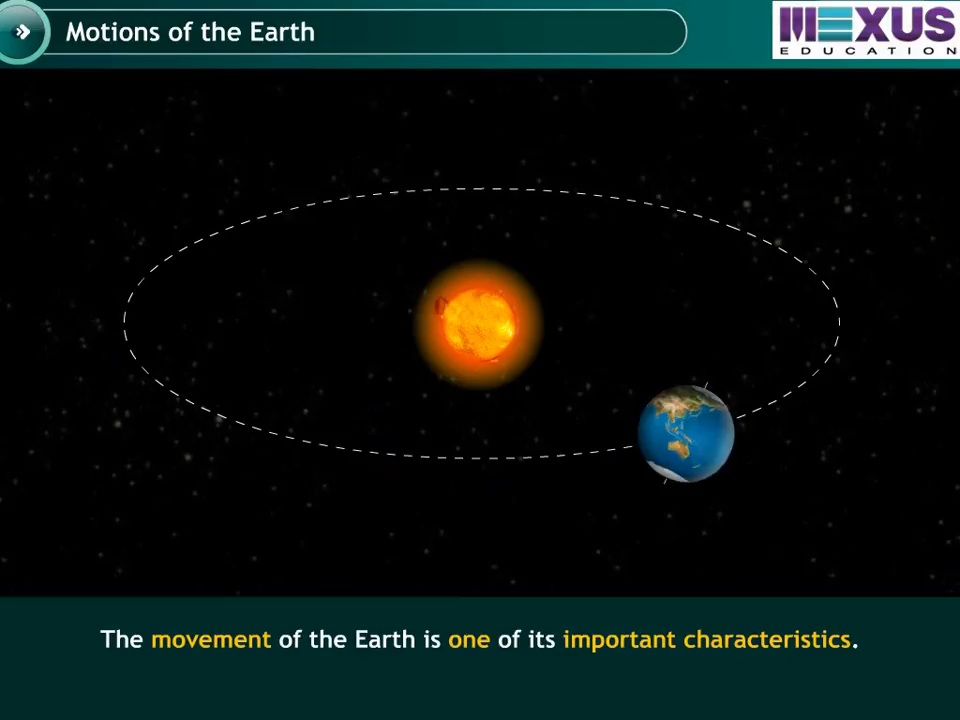 Motions of the Earth
MEXUS
EDUCATION
The movement of the Earth is one of its important characteristics.